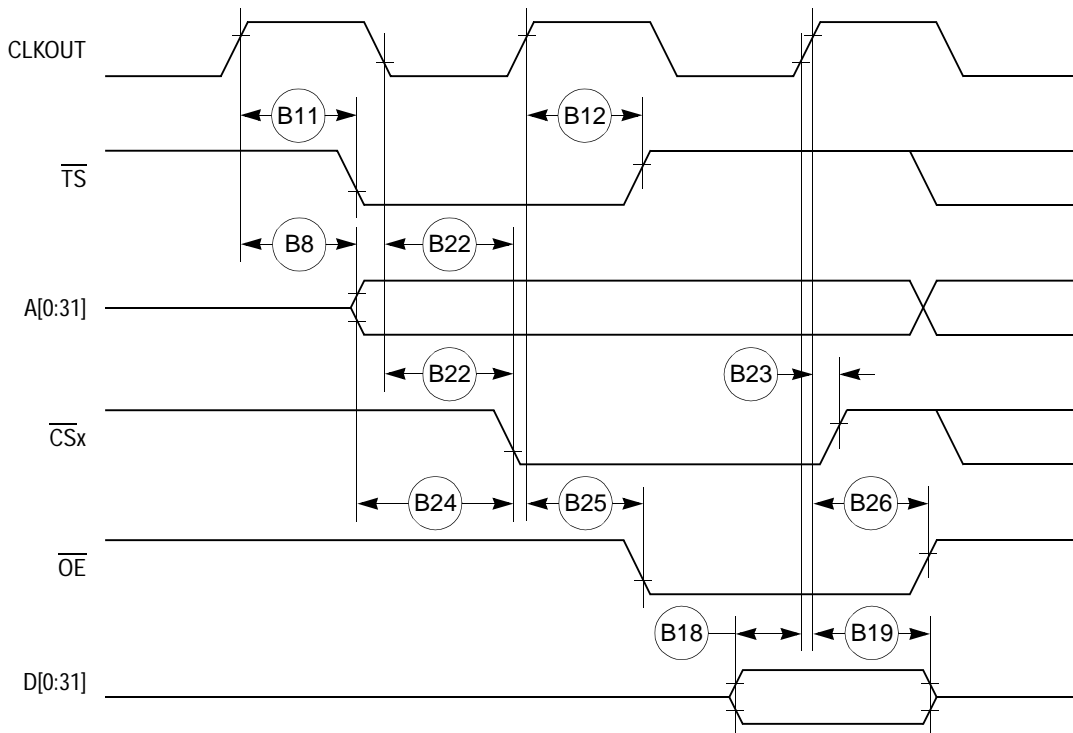 CLKOUT
B11
B12
TS
B8
B22
A[0:31]
B22
B23
CSx
B24
B25
B26
OE
B18
B19
D[0:31]